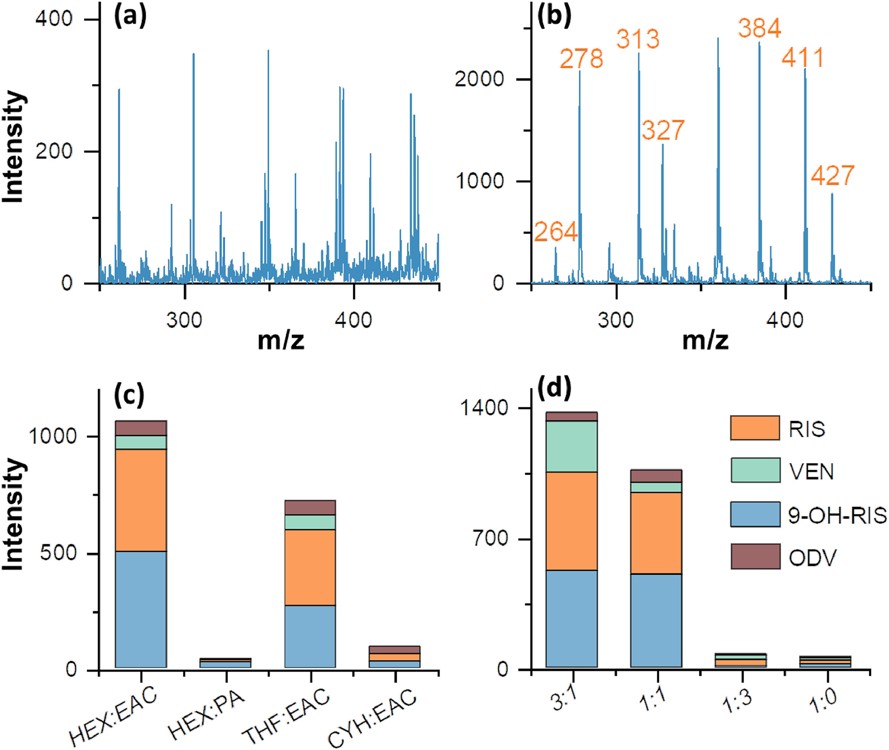 (a)
400
200
0
Intensity
300
400
m/z
(b)
2000
1000
0
264
278
313
327
384
411
427
300
400
m/z
(c)
1000
500
0
Intensity
HEX:EAC
HEX:PA
THF:EAC
CYH:EAC
(d)
1400
700
0
RIS
VEN
9-OH-RIS
ODV
3:1
1:1
1:3
1:0